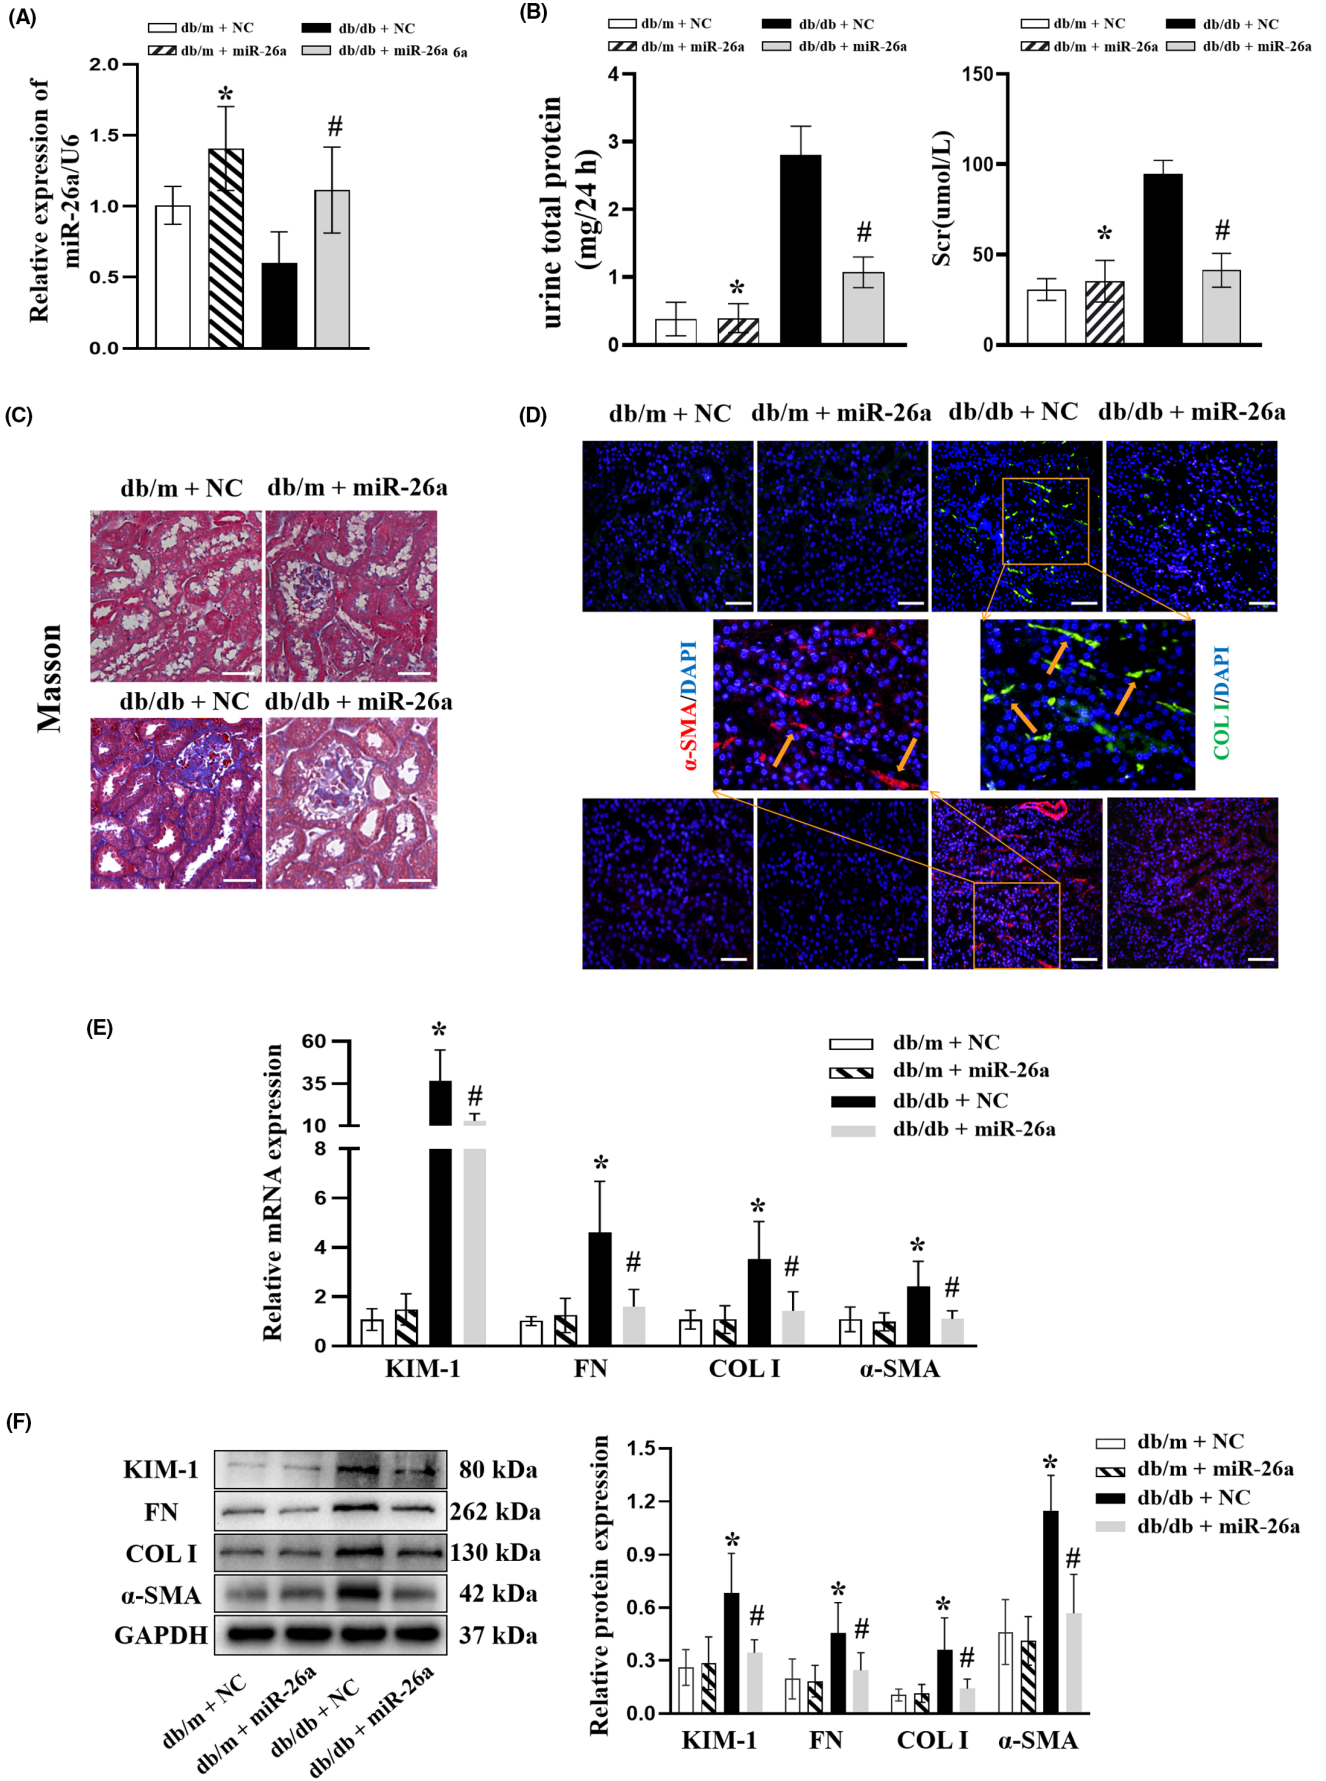 (A)
db/m + NC
db/db + NC
db/m + miR-26a
db/db + miR-26a 6a
Relative expression of
miR-26a/U6
2.0
1.5
1.0
0.5
0.0
*
#
(B)
db/m + NC
db/db + NC
db/m + miR-26a
db/db + miR-26a
urine total protein
(mg/24 h)
4
3
2
1
0
*
#
db/m + NC
db/db + NC
db/m + miR-26a
db/db + miR-26a
Scr(umol/L)
150
100
50
0
*
#
(C)
Masson
db/m + NC
db/m + miR-26a
db/db + NC
db/db + miR-26a
(D)
db/m + NC
db/m + miR-26a
db/db + NC
db/db + miR-26a
α-SMA/DAPI
COL I/DAPI
(E)
Relative mRNA expression
60
35
10
8
6
4
2
0
*
#
*
#
*
#
*
#
KIM-1
FN
COL I
α-SMA
db/m + NC
db/m + miR-26a
db/db + NC
db/db + miR-26a
(F)
KIM-1
80 kDa
FN
262 kDa
COL I
130 kDa
α-SMA
42 kDa
GAPDH
37 kDa
db/m + NC
db/m + miR-26a
db/db + NC
db/db + miR-26a
Relative protein expression
1.5
1.2
0.9
0.6
0.3
0.0
*
#
*
#
*
#
*
#
KIM-1
FN
COL I
α-SMA
db/m + NC
db/m + miR-26a
db/db + NC
db/db + miR-26a